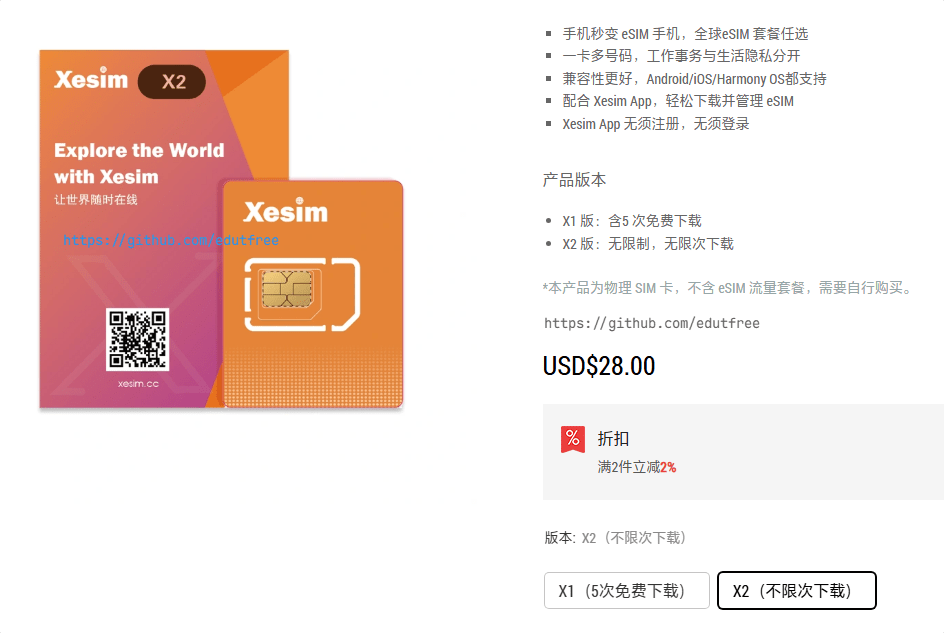 Xesim X2
Explore the World
with Xesim
让世界随时在线
https://github.com/edutfree
xesim.cc
Xesim
手机秒变 eSIM 手机，全球eSIM 套餐任选
一卡多号码，工作事务与生活隐私分开
兼容性更好，Android/iOS/Harmony OS都支持
配合 Xesim App，轻松下载并管理 eSIM
Xesim App 无须注册，无须登录
产品版本
X1 版：含5 次免费下载
X2 版：无限制，无限次下载
*本产品为物理 SIM 卡，不含 eSIM 流量套餐，需要自行购买。
https://github.com/edutfree
USD$28.00
%
折扣
满2件立减2%
版本: X2（不限次下载）
X1（5次免费下载） X2（不限次下载）